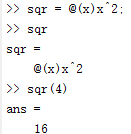 >> sqr = @(x)x^2;
>> sqr
sqr =
@(x)x^2
>> sqr(4)
ans =
16